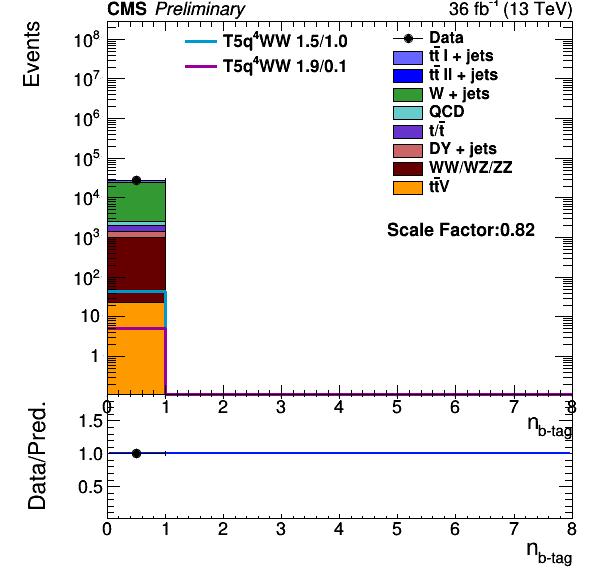 CMS Preliminary 36 fb⁻¹ (13 TeV)
Events
10⁸
10⁷
10⁶
10⁵
10⁴
10³
10²
10
1
T5q⁴WW 1.5/1.0
T5q⁴WW 1.9/0.1
Data
tt̄ l + jets
tt̄ ll + jets
W + jets
QCD
t/t̄
DY + jets
WW/WZ/ZZ
tt̄V
Scale Factor:0.82
0 1 2 3 4 5 6 7 8
n_b-tag
Data/Pred.
1.5
1.0
0.5
0 1 2 3 4 5 6 7 8
n_b-tag